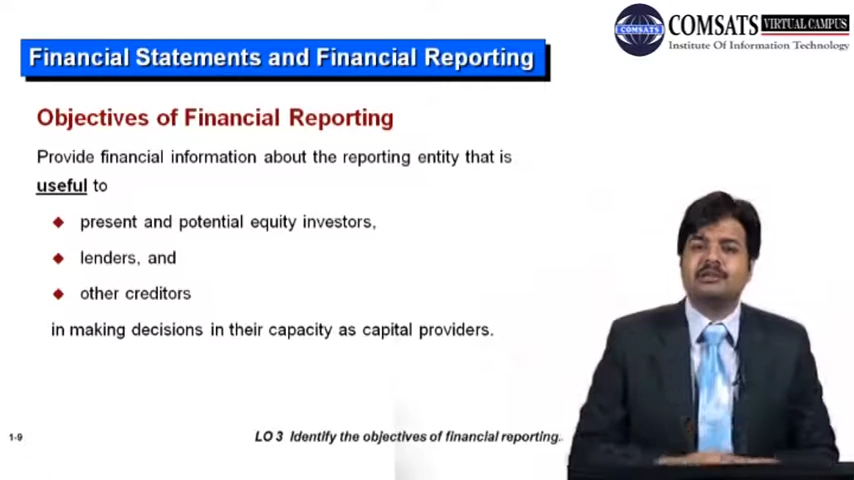 COMSATS VIRTUAL CAMPUS
Institute Of Information Technology
COMSATS
Financial Statements and Financial Reporting
Objectives of Financial Reporting
Provide financial information about the reporting entity that is
useful to
present and potential equity investors,
lenders, and
other creditors
in making decisions in their capacity as capital providers.
1-9
LO 3 Identify the objectives of financial reporting.